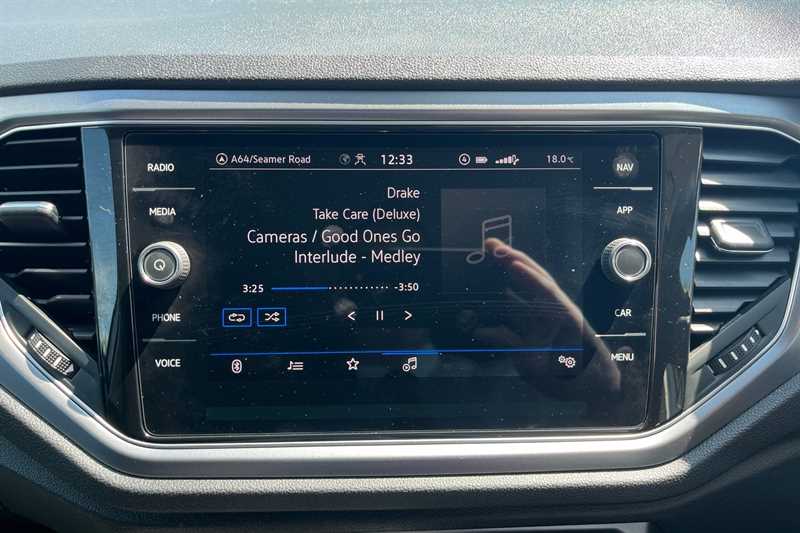 RADIO
MEDIA
PHONE
VOICE
A64/Seamer Road
12:33
4
18.0°C
Drake
Take Care (Deluxe)
Cameras / Good Ones Go
Interlude - Medley
3:25
-3:50
NAV
APP
CAR
MENU